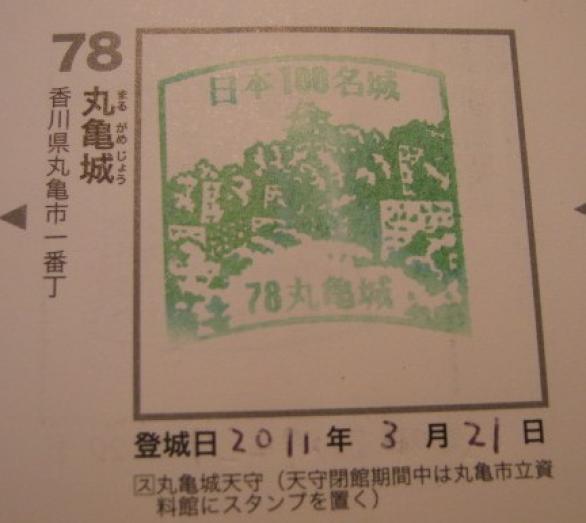 78
丸亀城
まるがめじょう
香川県丸亀市一番丁
日本100名城
78丸亀城
登城日2011年3月21日
ス丸亀城天守（天守閉館期間中は丸亀市立資
料館にスタンプを置く）